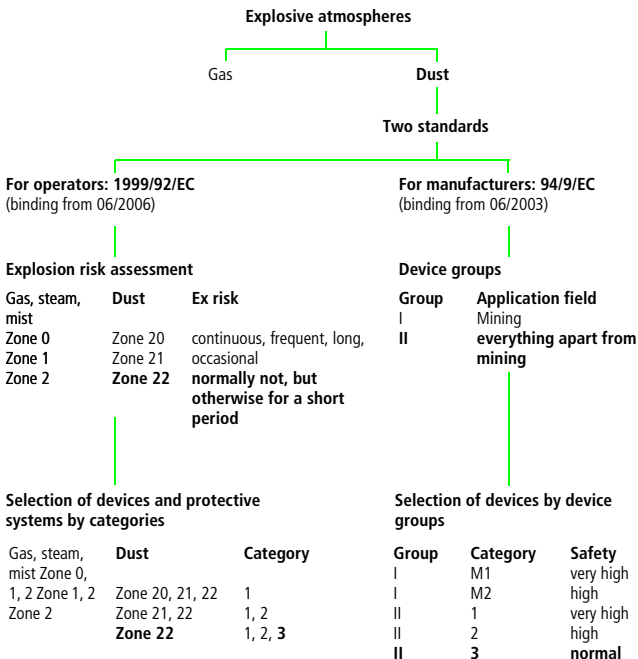 Explosive atmospheres
Gas Dust
Two standards
For operators: 1999/92/EC
(binding from 06/2006)
For manufacturers: 94/9/EC
(binding from 06/2003)
Explosion risk assessment
Gas, steam, Dust Ex risk
mist
Zone 0 Zone 20 continuous, frequent, long,
Zone 1 Zone 21 occasional
Zone 2 Zone 22 normally not, but
otherwise for a short
period
Device groups
Group Application field
I Mining
II everything apart from
mining
Selection of devices and protective
systems by categories
Gas, steam, Dust Category
mist Zone 0,
1, 2 Zone 1, 2 Zone 20, 21, 22 1
Zone 2 Zone 21, 22 1, 2
Zone 22 1, 2, 3
Selection of devices by device
groups
Group Category Safety
I M1 very high
I M2 high
II 1 very high
II 2 high
II 3 normal